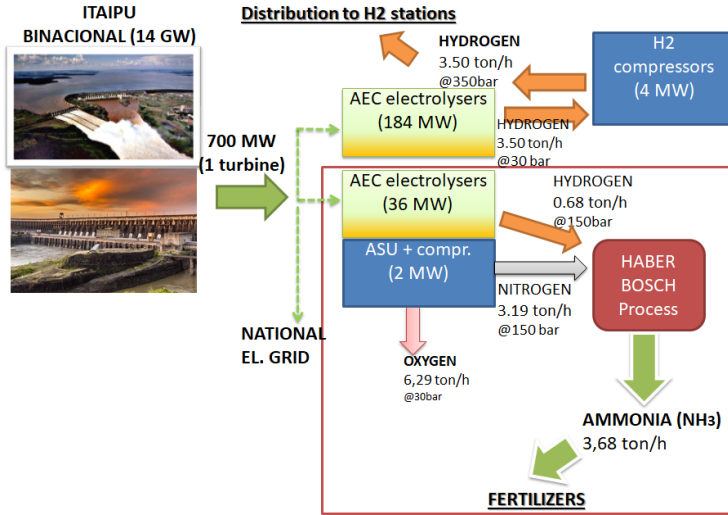 ITAIPU
BINACIONAL (14 GW)
Distribution to H2 stations
HYDROGEN
3.50 ton/h
@350bar
H2
compressors
(4 MW)
AEC electrolysers
(184 MW)
HYDROGEN
3.50 ton/h
@30 bar
700 MW
(1 turbine)
AEC electrolysers
(36 MW)
HYDROGEN
0.68 ton/h
@150bar
ASU + compr.
(2 MW)
NITROGEN
3.19 ton/h
@150 bar
HABER
BOSCH
Process
NATIONAL
EL. GRID
OXYGEN
6,29 ton/h
@30bar
AMMONIA (NH3)
3,68 ton/h
FERTILIZERS